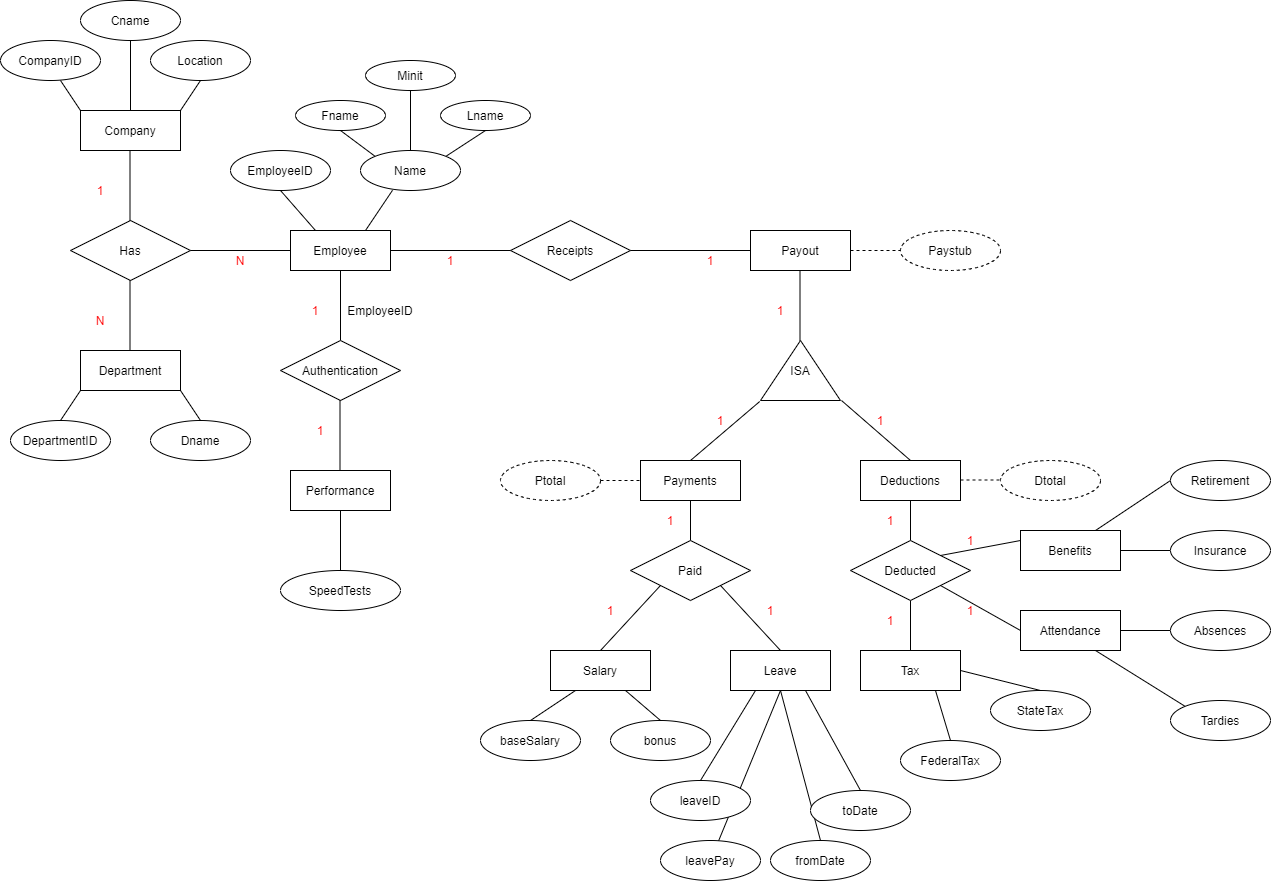 Cname
CompanyID
Location
Minit
Fname
Lname
Company
EmployeeID
Name
1
Has
Employee
Receipts
Payout
Paystub
N
1
1
N
1
EmployeeID
1
Department
Authentication
ISA
DepartmentID
Dname
1
1
1
Performance
Ptotal
Payments
Deductions
Dtotal
Retirement
1
1
1
Benefits
Insurance
SpeedTests
Paid
Deducted
1
1
1
1
Attendance
Absences
Salary
Leave
Tax
StateTax
Tardies
baseSalary
bonus
FederalTax
leaveID
toDate
leavePay
fromDate